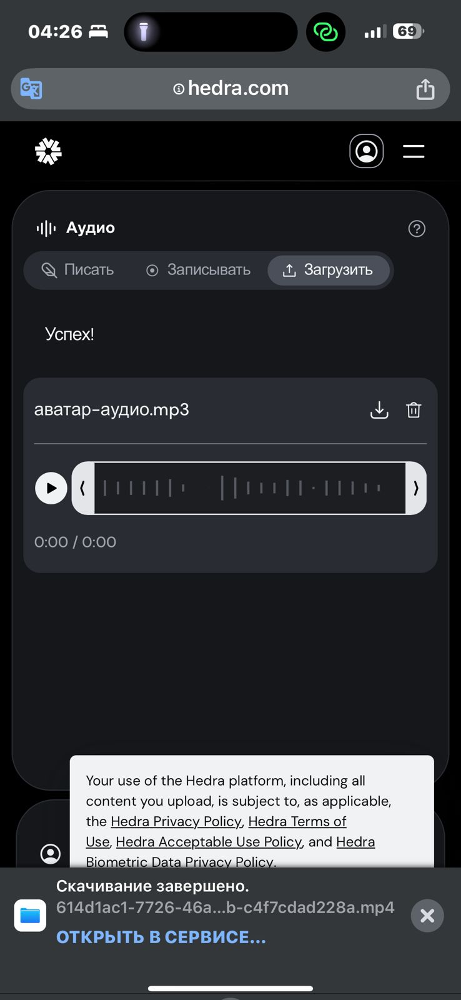 04:26
69
hedra.com
Аудио
Писать
Записывать
Загрузить
Успех!
аватар-аудио.mp3
0:00 / 0:00
Your use of the Hedra platform, including all
content you upload, is subject to, as applicable,
the Hedra Privacy Policy, Hedra Terms of
Use, Hedra Acceptable Use Policy, and Hedra
Biometric Data Privacy Policy.
Скачивание завершено.
614d1ac1-7726-46a...b-c4f7cdad228a.mp4
ОТКРЫТЬ В СЕРВИСЕ...